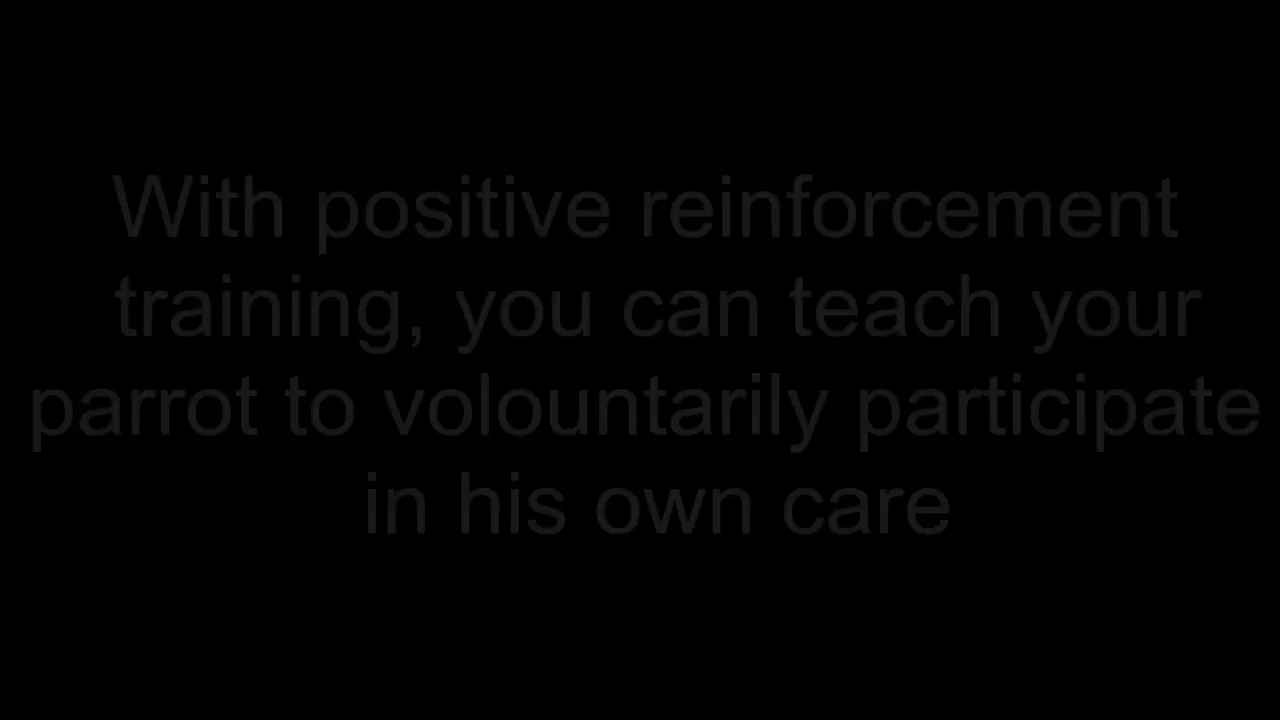 With positive reinforcement
training, you can teach your
parrot to volountarily participate
in his own care